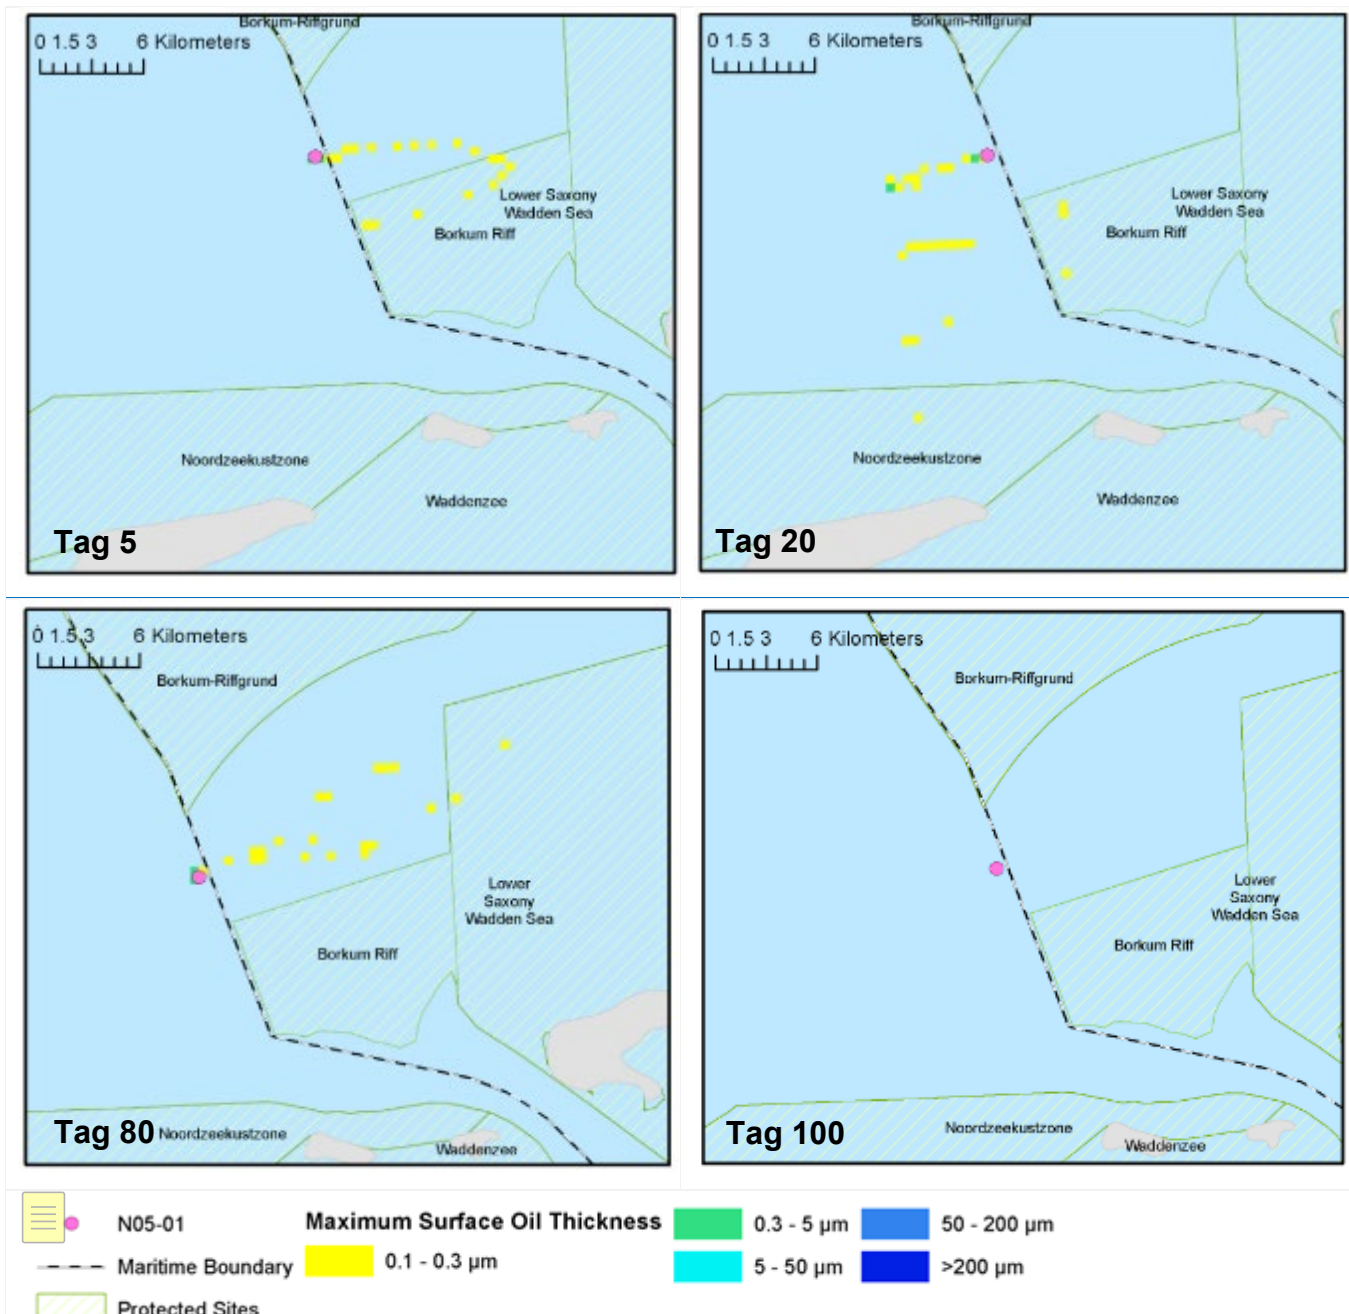 Borkum-Riffgrund
0 1.5 3 6 Kilometers
Lower Saxony
Wadden Sea
Borkum Riff
Noordzeekustzone
Waddenzee
Tag 5
Borkum-Riffgrund
0 1.5 3 6 Kilometers
Lower Saxony
Wadden Sea
Borkum Riff
Noordzeekustzone
Waddenzee
Tag 20
0 1.5 3 6 Kilometers
Borkum-Riffgrund
Lower
Saxony
Wadden Sea
Borkum Riff
Tag 80 Noordzeekustzone
Waddenzee
0 1.5 3 6 Kilometers
Borkum-Riffgrund
Lower
Saxony
Wadden Sea
Borkum Riff
Tag 100 Noordzeekustzone
Waddenzee
N05-01
Maritime Boundary
Protected Sites
Maximum Surface Oil Thickness
0.1 - 0.3 µm
0.3 - 5 µm
5 - 50 µm
50 - 200 µm
>200 µm